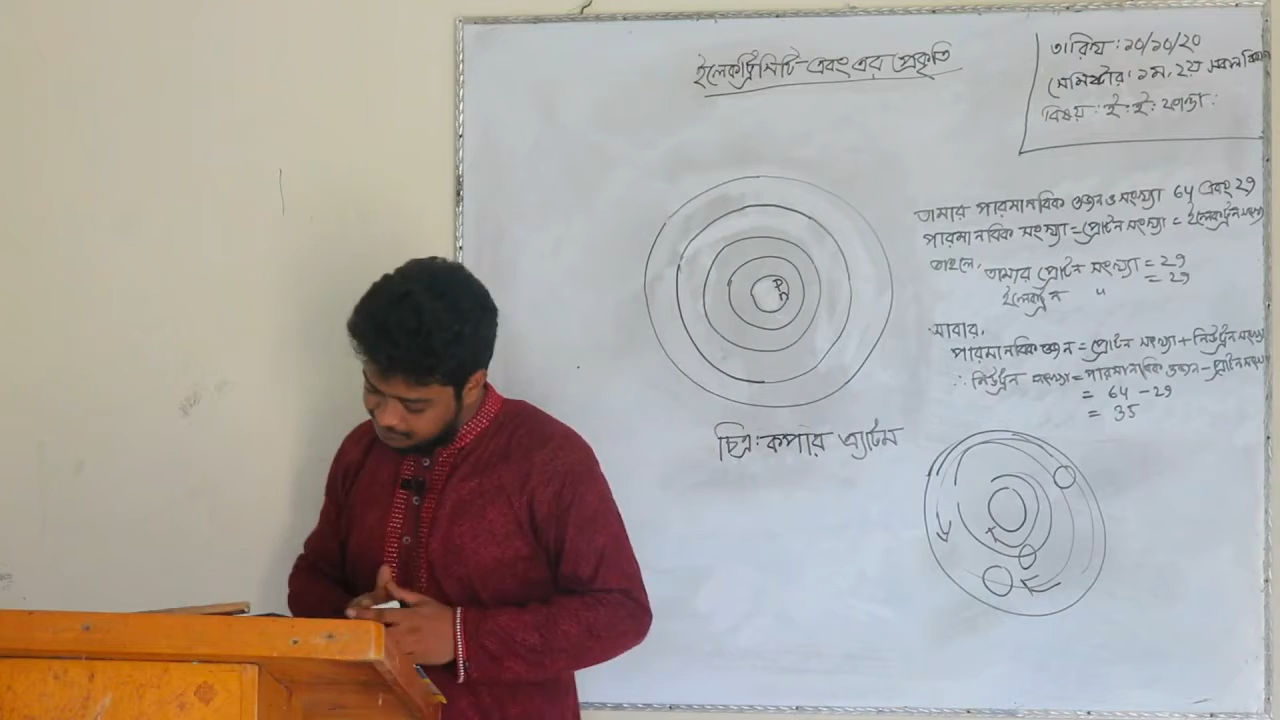 ইলেকট্রিসিটি এবং এর প্রকৃতি
তারিখ: ১০/১০/২০
সেমিস্টার: ১ম, ২য় সকল
বিষয়: ই: ই: ফান্ডা:
P
n
চিত্র: কপার অ্যাটম
তামার পারমানবিক ওজন ও সংখ্যা 64 এবং 29
পারমানবিক সংখ্যা = প্রোটন সংখ্যা = ইলেকট্রন সংখ্যা
তাহলে, তামার প্রোটন সংখ্যা = 29
ইলেকট্রন " = 29
আবার,
পারমানবিক ওজন = প্রোটন সংখ্যা + নিউট্রন সংখ্যা
∴ নিউট্রন সংখ্যা = পারমানবিক ওজন - প্রোটন সংখ্যা
= 64 - 29
= 35